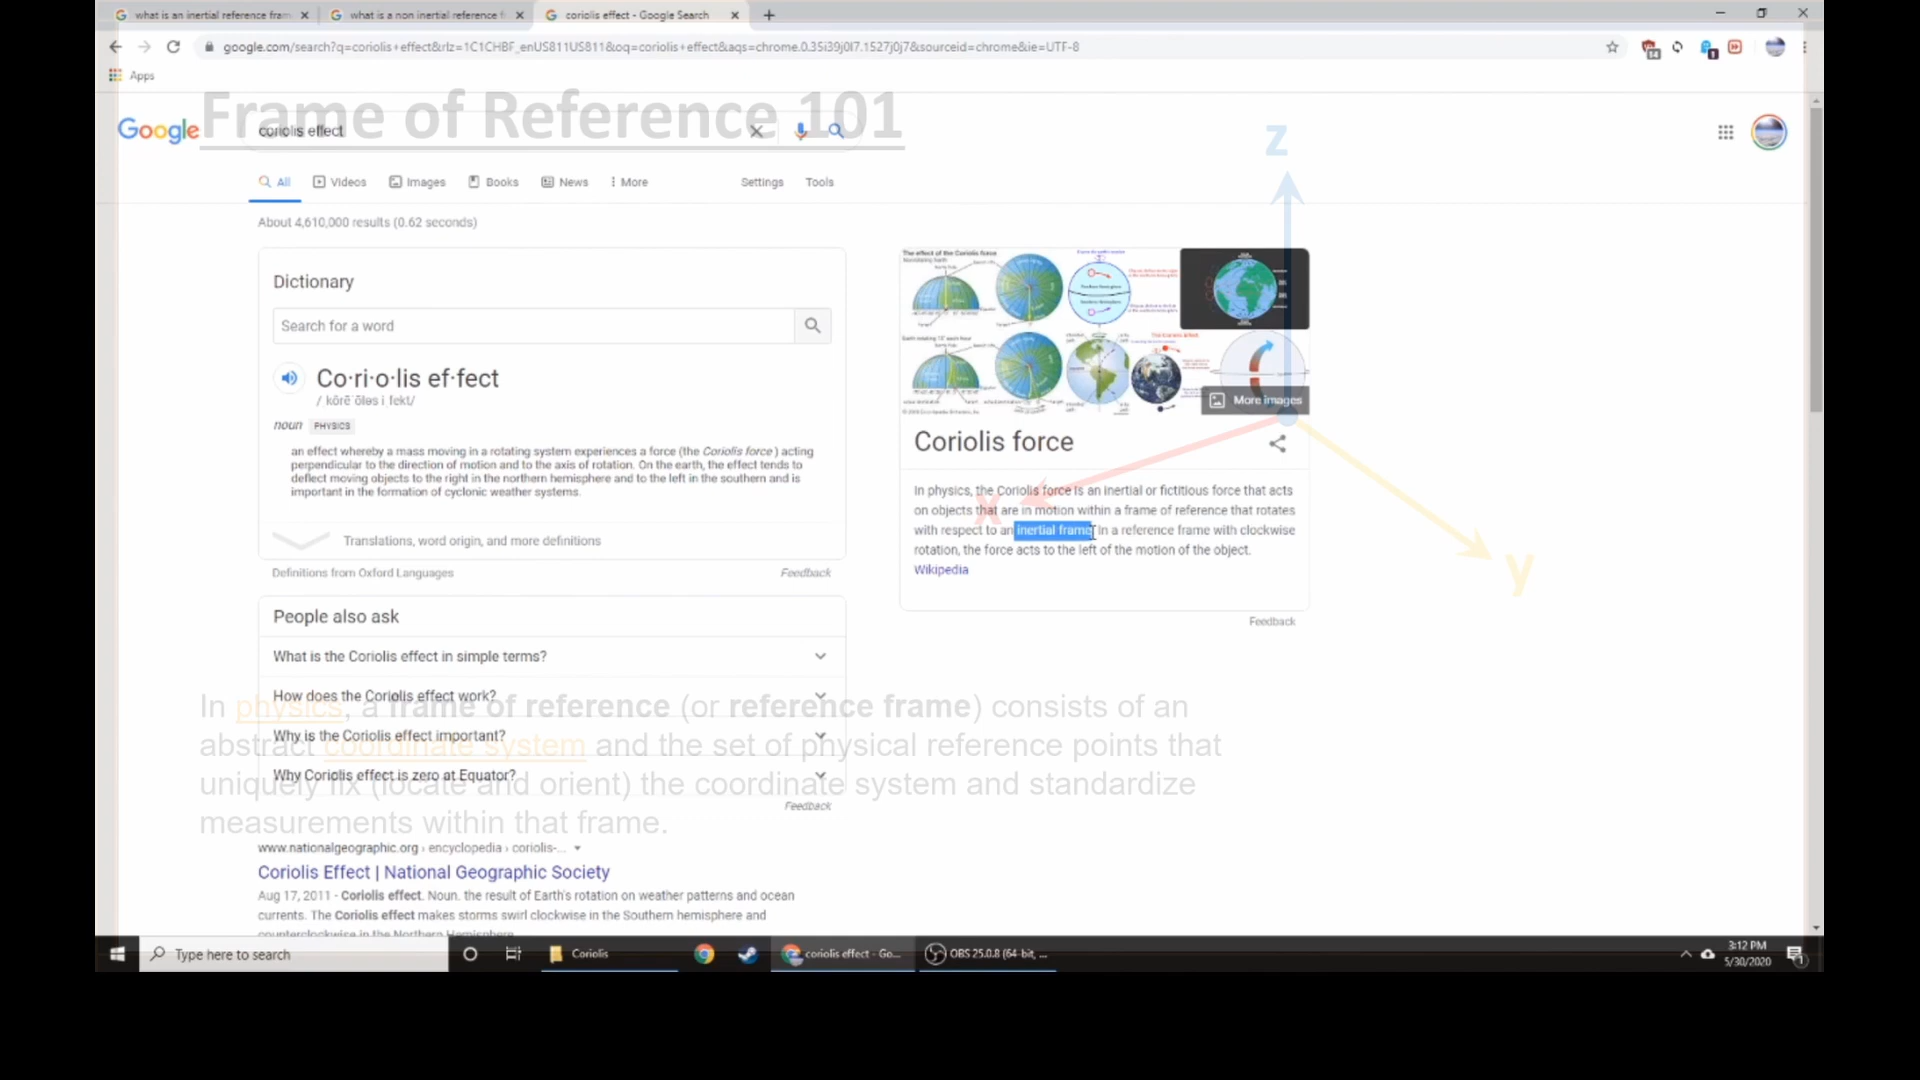 what is an inertial reference fram
what is a non inertial reference f
coriolis effect - Google Search
google.com/search?q=coriolis+effect&rlz=1C1CHBF_enUS811US811&oq=coriolis+effect&aqs=chrome.0.35i39j0l7.1527j0j7&sourceid=chrome&ie=UTF-8
Apps
Frame of Reference 101
Google
coriolis effect
z
All
Videos
Images
Books
News
More
Settings
Tools
About 4,610,000 results (0.62 seconds)
Dictionary
Search for a word
Co·ri·o·lis ef·fect
noun
PHYSICS
an effect whereby a mass moving in a rotating system experiences a force (the Coriolis force) acting
perpendicular to the direction of motion and to the axis of rotation. On the earth, the effect tends to
deflect moving objects to the right in the northern hemisphere and to the left in the southern and is
important in the formation of cyclonic weather systems.
Translations, word origin, and more definitions
Definitions from Oxford Languages
Feedback
The effect of the Coriolis force
More images
Coriolis force
In physics, the Coriolis force is an inertial or fictitious force that acts
on objects that are in motion within a frame of reference that rotates
with respect to an inertial frame. In a reference frame with clockwise
rotation, the force acts to the left of the motion of the object.
Wikipedia
Feedback
x
y
People also ask
What is the Coriolis effect in simple terms?
How does the Coriolis effect work?
Why is the Coriolis effect important?
Why Coriolis effect is zero at Equator?
Feedback
In physics, a frame of reference (or reference frame) consists of an
abstract coordinate system and the set of physical reference points that
uniquely fix (locate and orient) the coordinate system and standardize
measurements within that frame.
www.nationalgeographic.org › encyclopedia › coriolis-...
Coriolis Effect | National Geographic Society
Aug 17, 2011 - Coriolis effect. Noun. the result of Earth's rotation on weather patterns and ocean
currents. The Coriolis effect makes storms swirl clockwise in the Southern hemisphere and
counterclockwise in the Northern Hemisphere
Type here to search
Coriolis
coriolis effect - Go...
OBS 25.0.8 (64-bit, ...
3:12 PM
5/30/2020